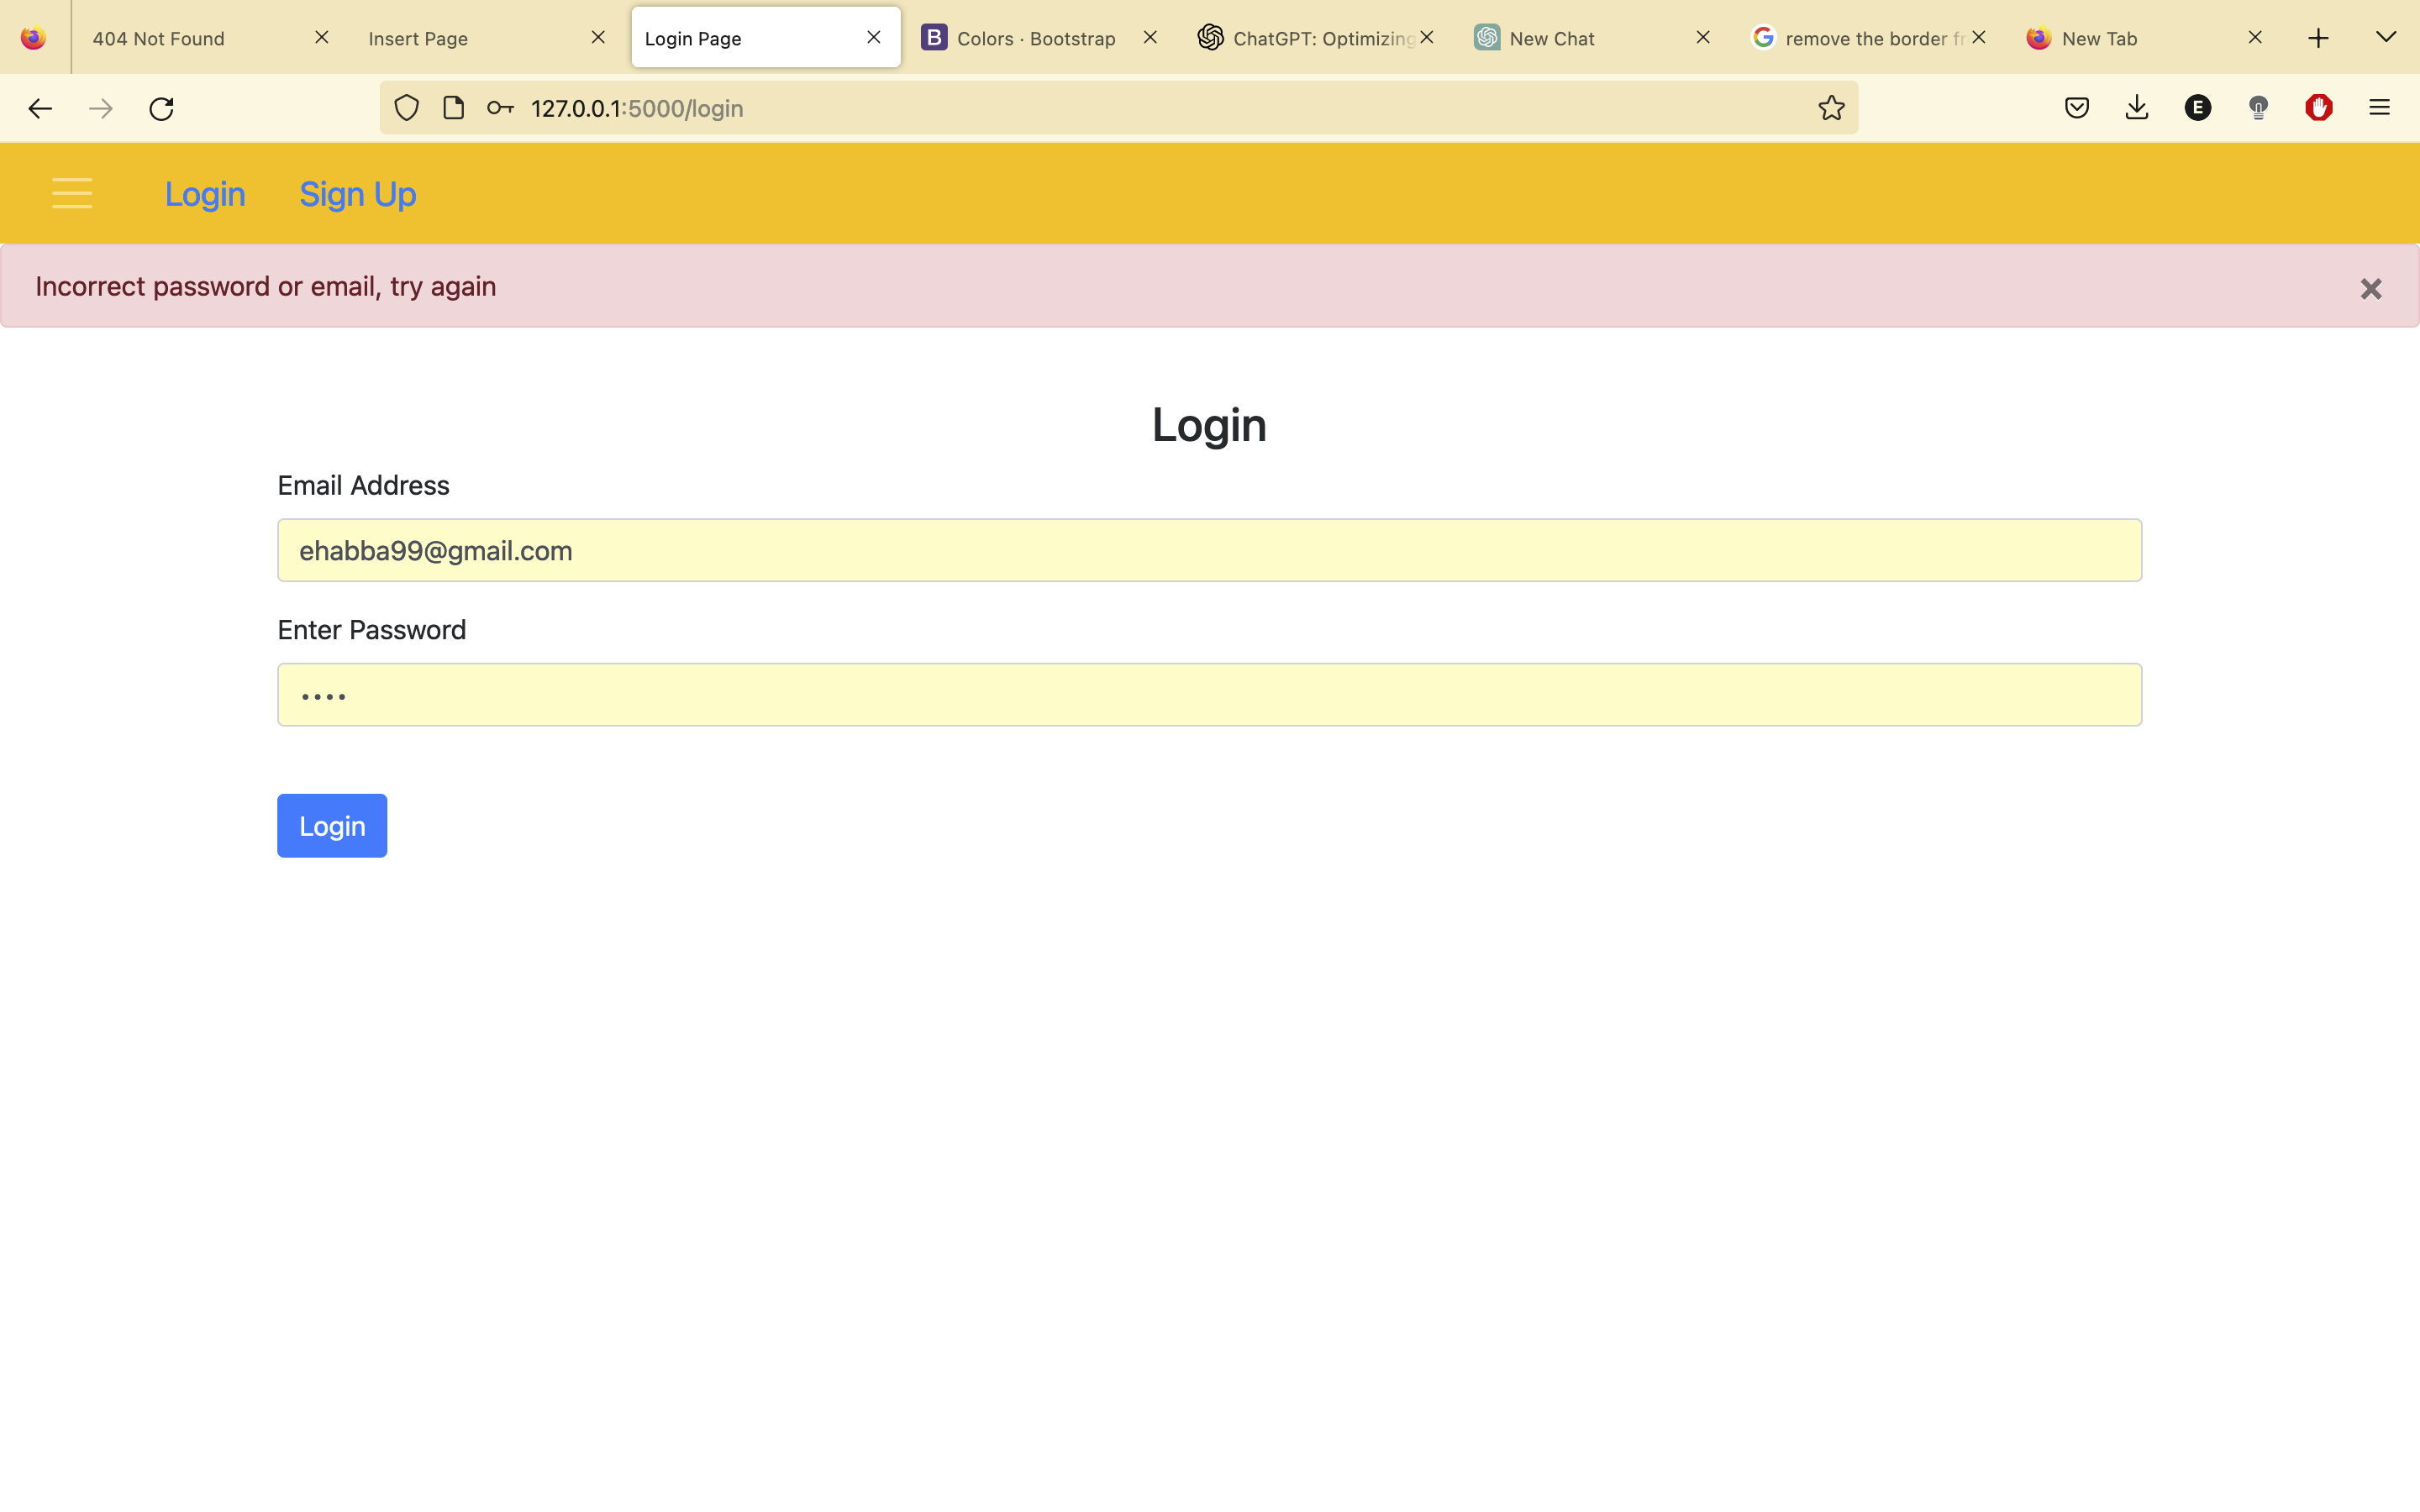 404 Not Found
Insert Page
Login Page
B Colors · Bootstrap
ChatGPT: Optimizing
New Chat
G remove the border fr
New Tab
127.0.0.1:5000/login
E
Login Sign Up
Incorrect password or email, try again
Login
Email Address
ehabba99@gmail.com
Enter Password
Login